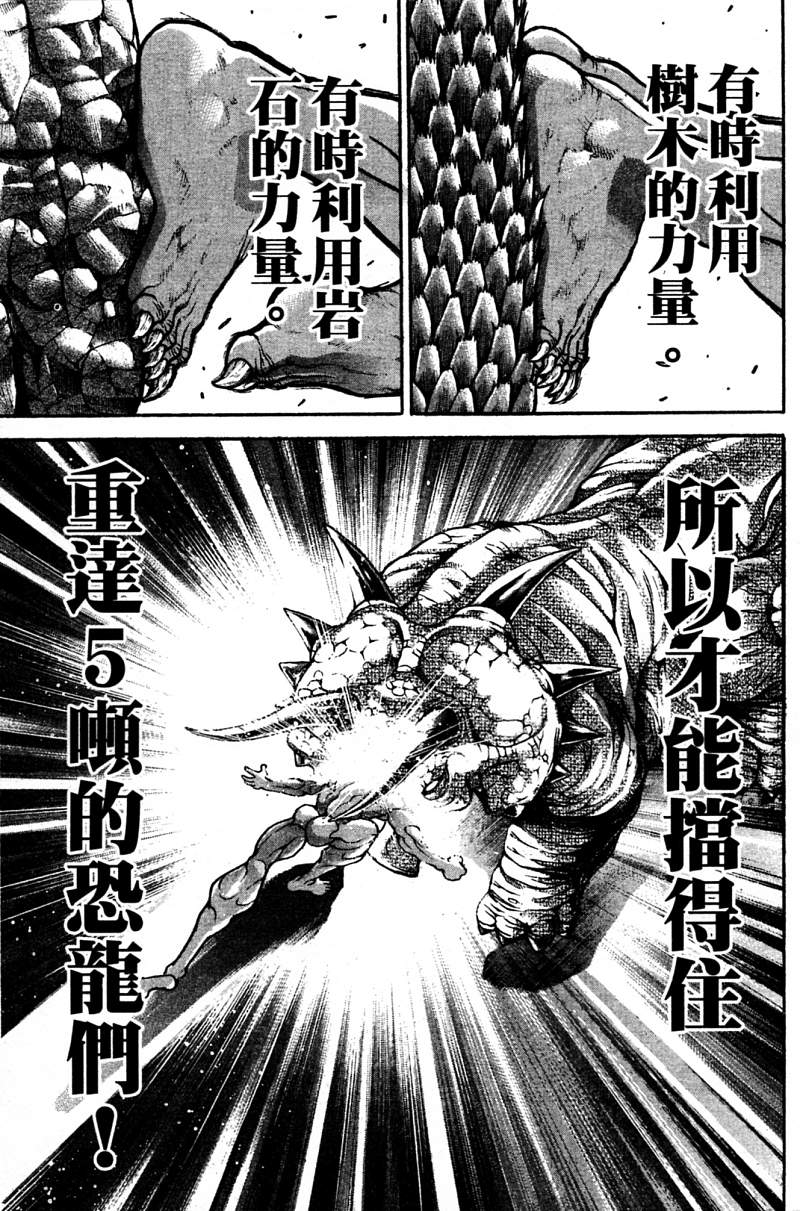 有時利用
樹木的力量。
有時利用岩
石的力量。
所以才能擋得住
重達5噸的恐龍們！